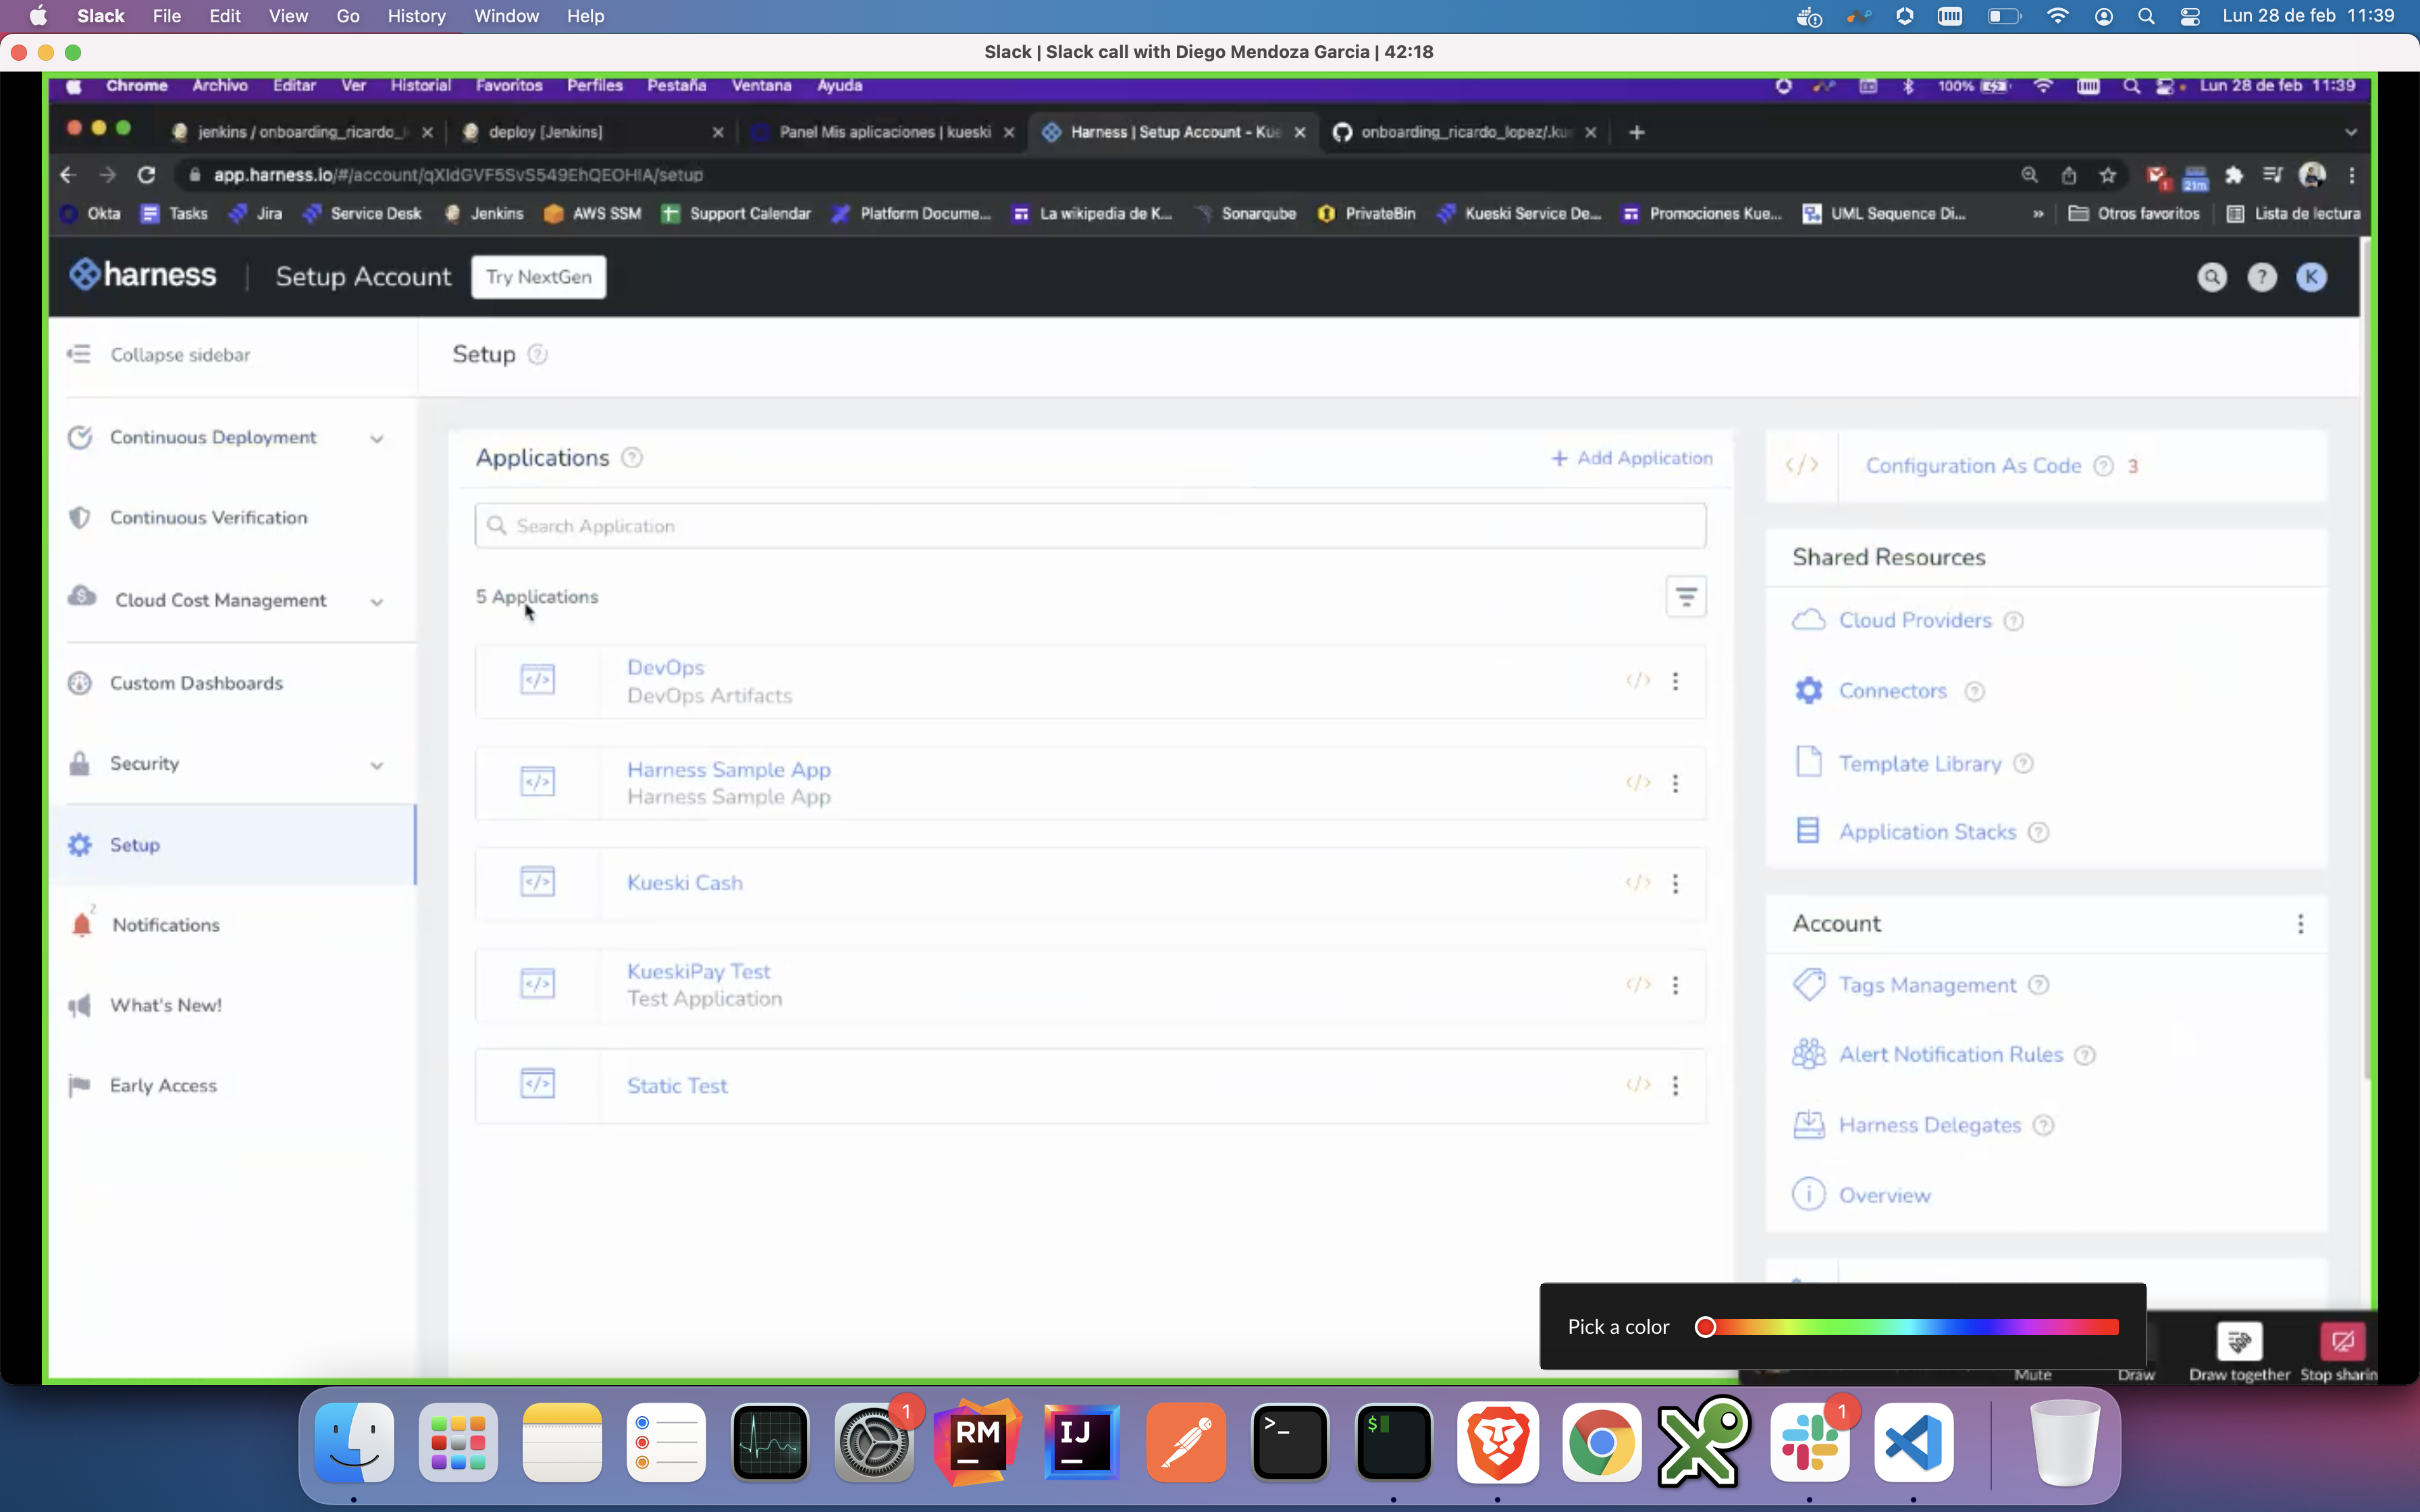 Slack File Edit View Go History Window Help Lun 28 de feb 11:39
Slack | Slack call with Diego Mendoza Garcia | 42:18
Chrome Archivo Editar Ver Historial Favoritos Perfiles Pestaña Ventana Ayuda 100% Lun 28 de feb 11:39
jenkins / onboarding_ricardo_l deploy [Jenkins] Panel Mis aplicaciones | kueski Harness | Setup Account - Kue onboarding_ricardo_lopez/.ku
app.harness.io/#/account/qXIdGVF5SvS549EhQEOHIA/setup 1 21m
Okta Tasks Jira Service Desk Jenkins AWS SSM Support Calendar Platform Docume... La wikipedia de K... Sonarqube PrivateBin Kueski Service De... Promociones Kue... UML Sequence Di... » Otros favoritos Lista de lectura
harness Setup Account Try NextGen ? K
Collapse sidebar
Continuous Deployment
Continuous Verification
Cloud Cost Management
Custom Dashboards
Security
Setup
2
Notifications
What's New!
Early Access
Setup ?
Applications ? + Add Application
Search Application
5 Applications
DevOps
DevOps Artifacts
Harness Sample App
Harness Sample App
Kueski Cash
KueskiPay Test
Test Application
Static Test
Configuration As Code ? 3
Shared Resources
Cloud Providers ?
Connectors ?
Template Library ?
Application Stacks ?
Account
Tags Management ?
Alert Notification Rules ?
Harness Delegates ?
Overview
Pick a color
Mute Draw Draw together Stop sharin
1 RM IJ >_ $ 1